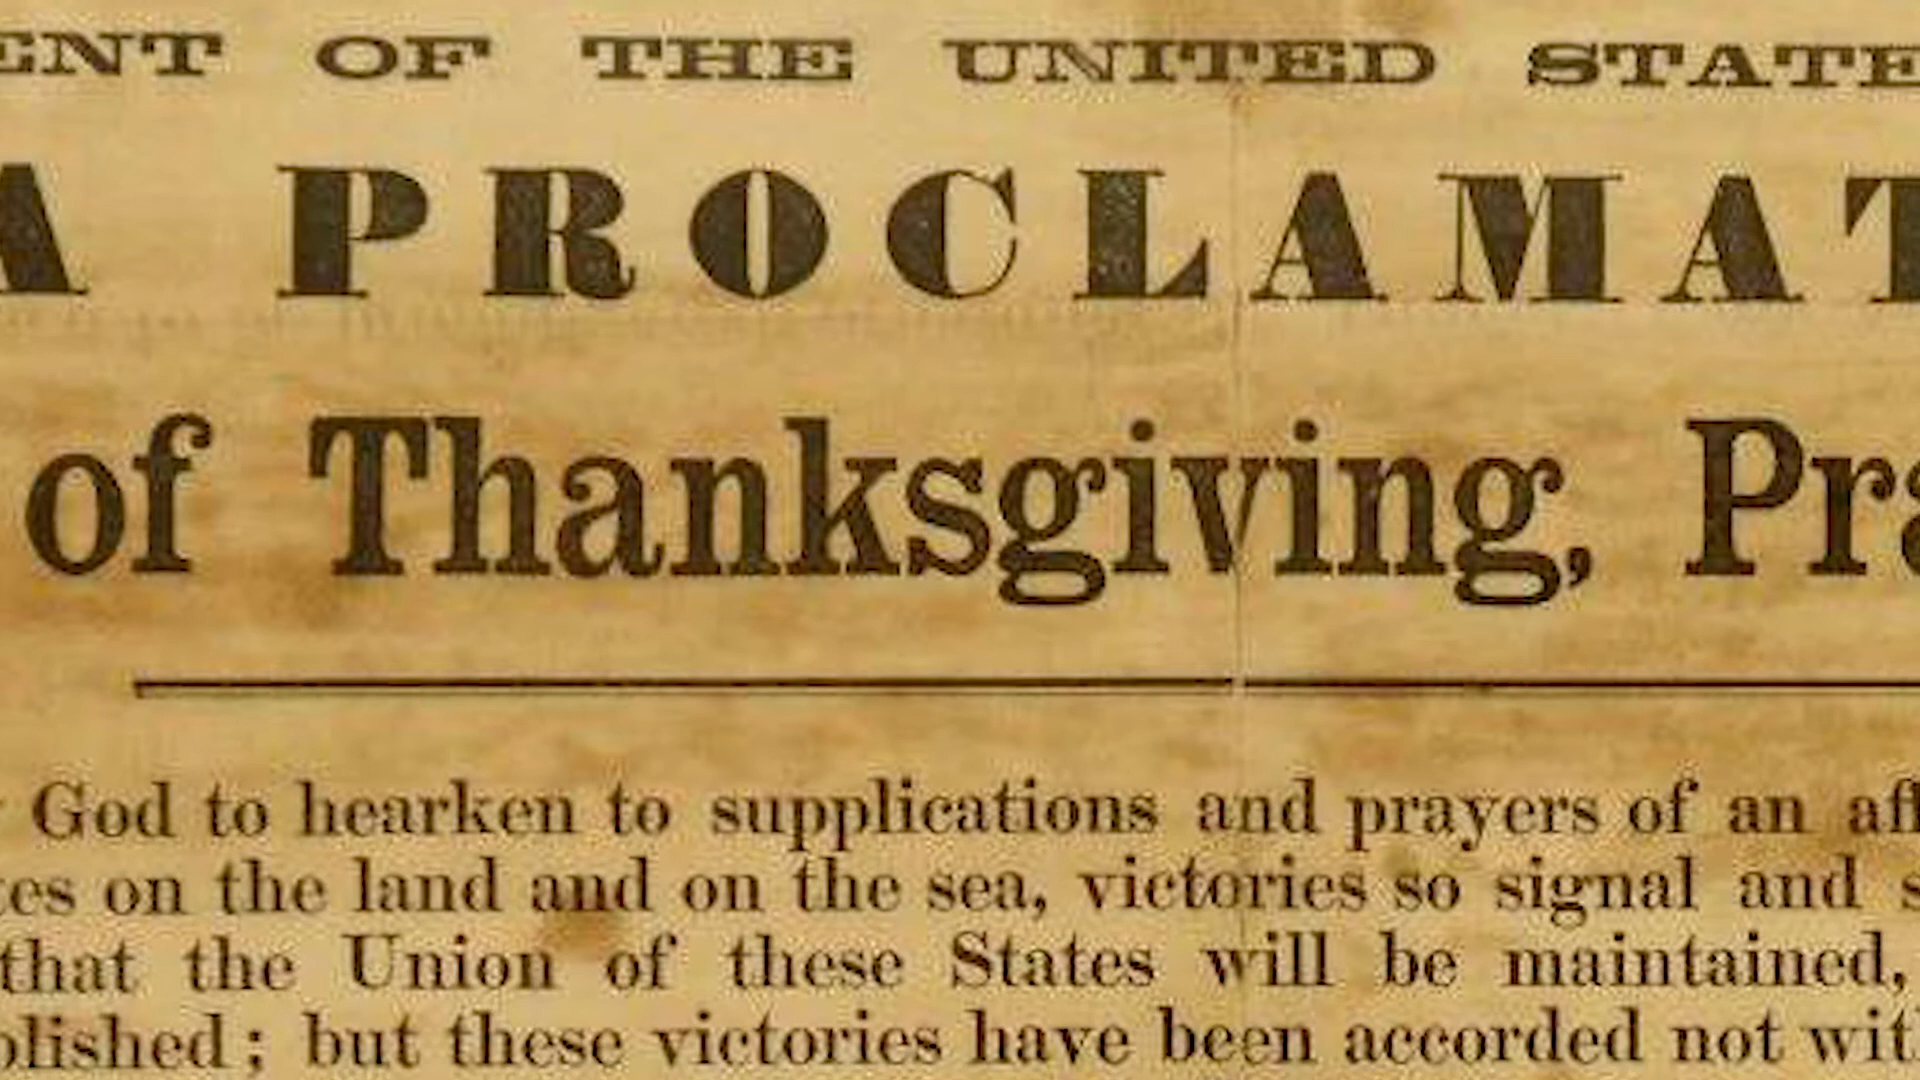 ENT OF THE UNITED STATE
A PROCLAMAT
of Thanksgiving, Pra
God to hearken to supplications and prayers of an aff
tes on the land and on the sea, victories so signal and s
that the Union of these States will be maintained,
olished; but these victories have been accorded not wit